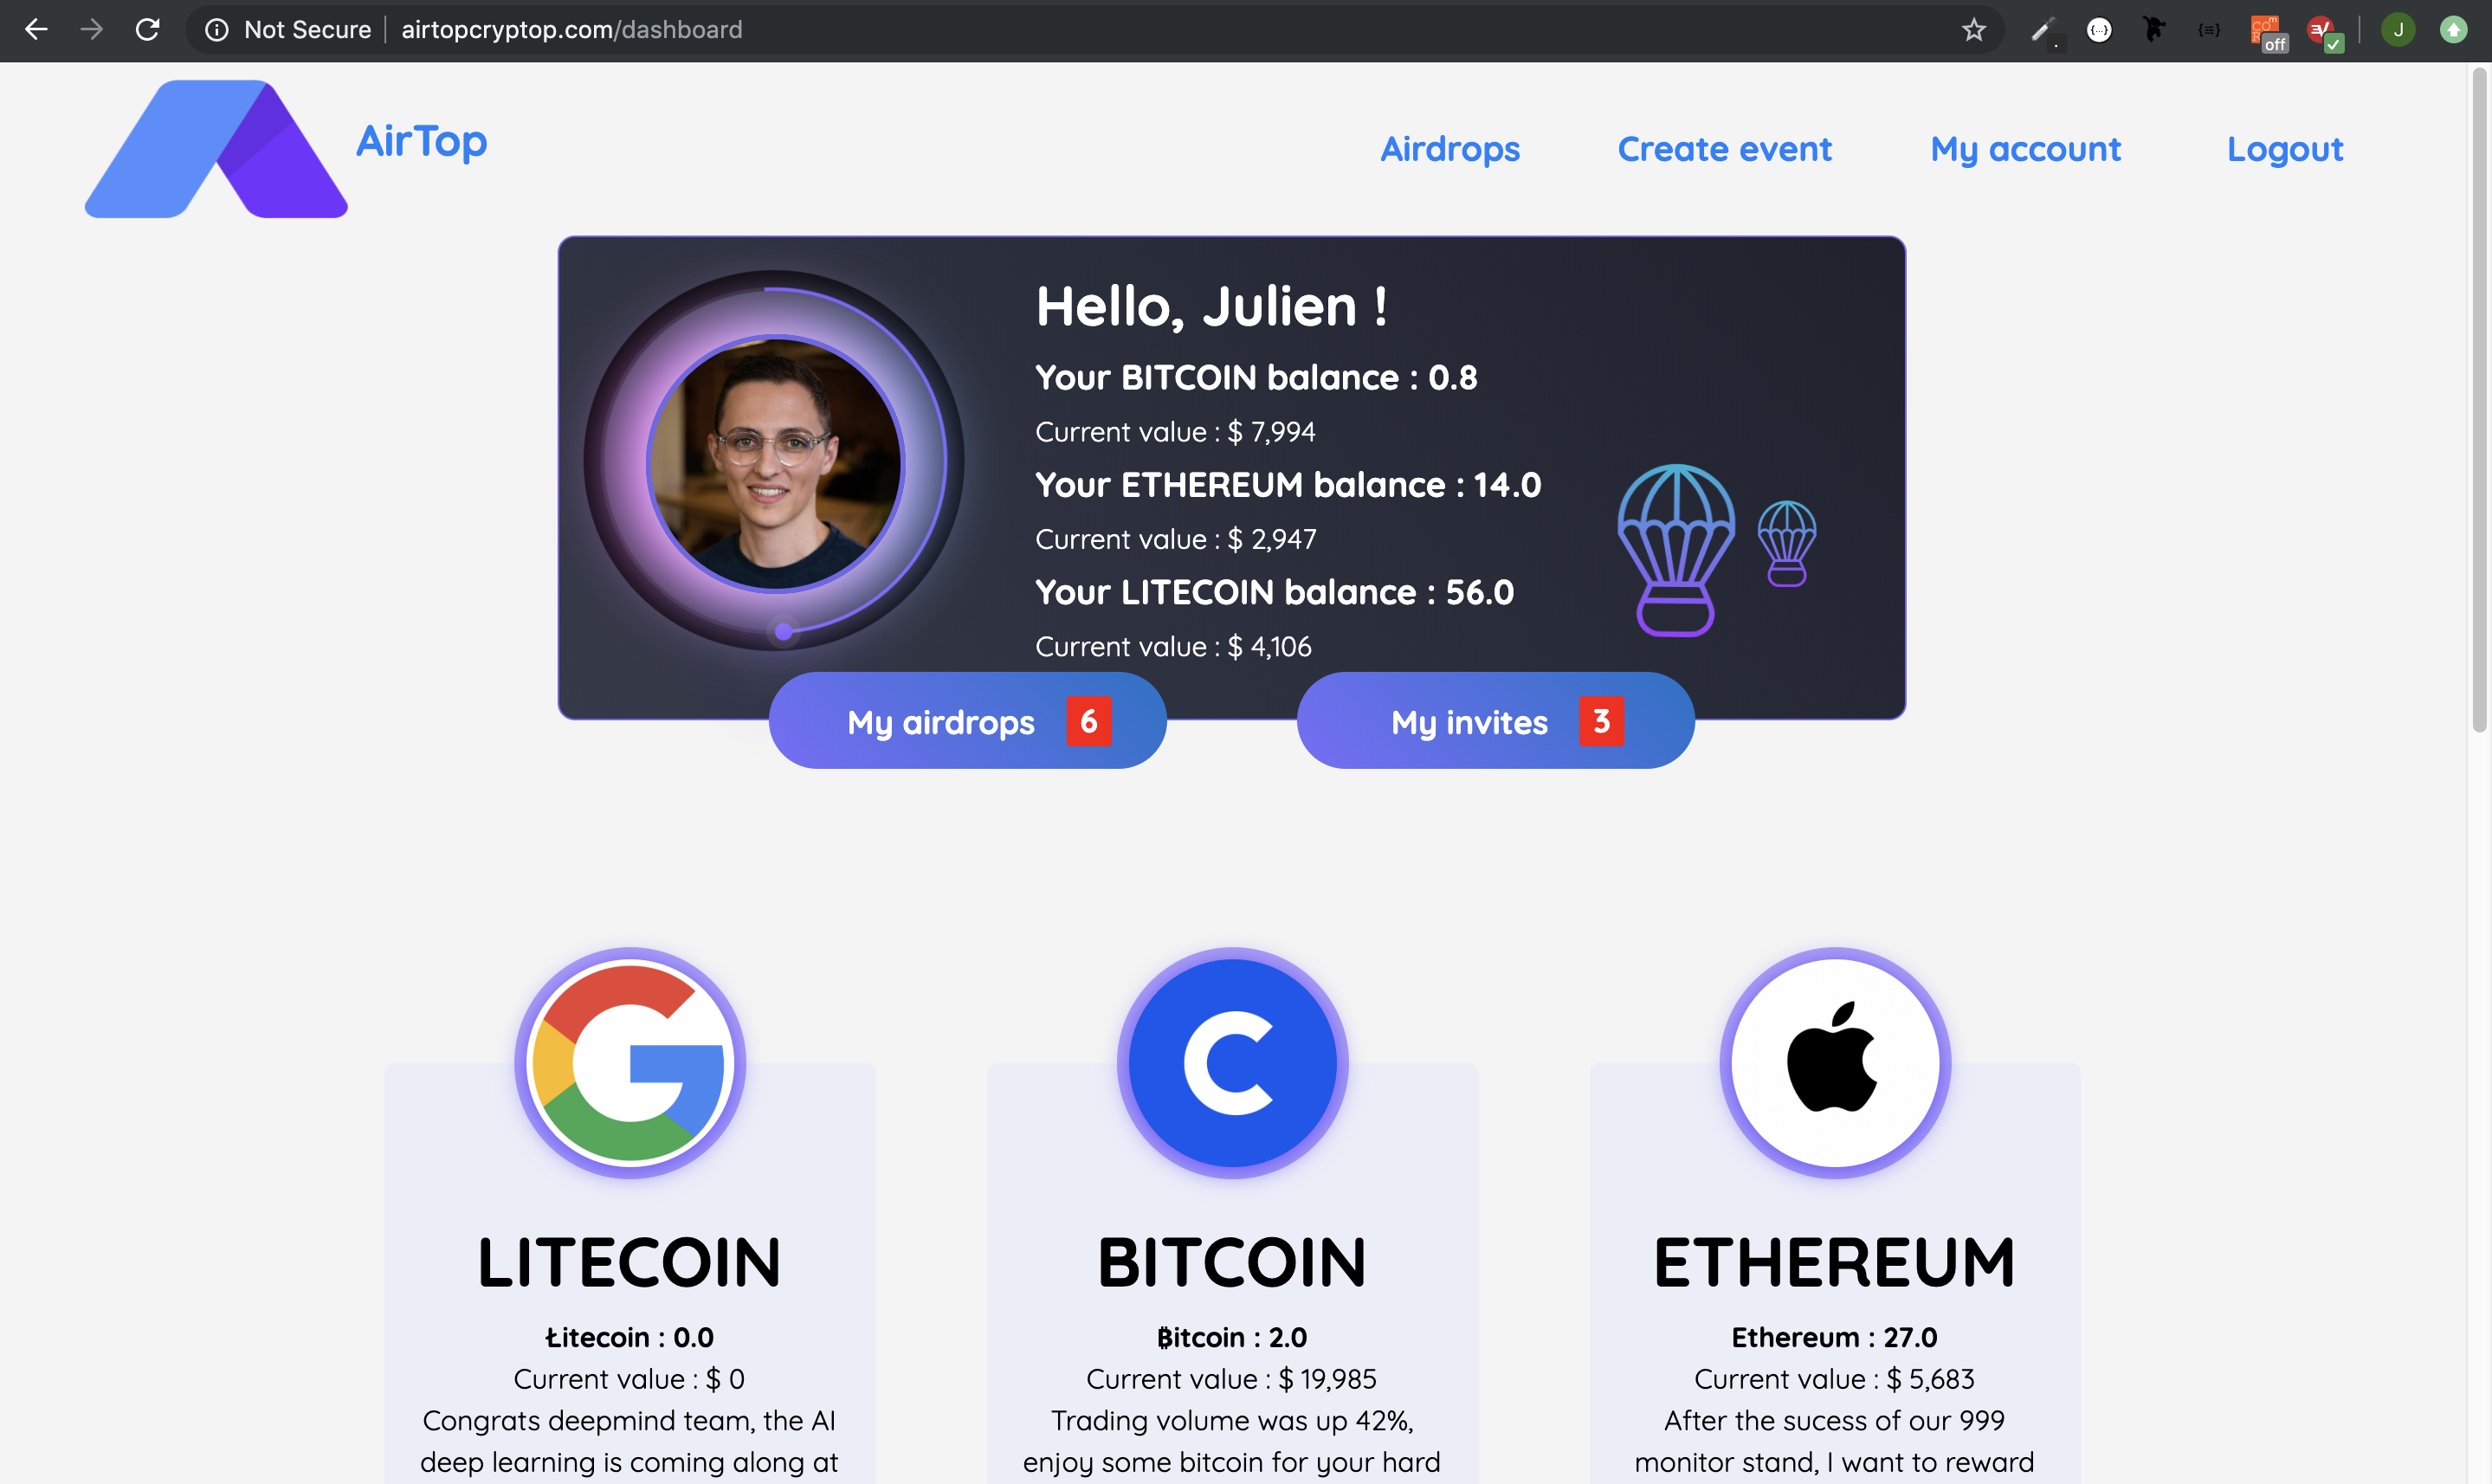 Not Secure airtopcryptop.com/dashboard
off
J
AirTop
Airdrops Create event My account Logout
Hello, Julien !
Your BITCOIN balance : 0.8
Current value : $ 7,994
Your ETHEREUM balance : 14.0
Current value : $ 2,947
Your LITECOIN balance : 56.0
Current value : $ 4,106
My airdrops 6
My invites 3
LITECOIN
Łitecoin : 0.0
Current value : $ 0
Congrats deepmind team, the AI
deep learning is coming along at
BITCOIN
₿itcoin : 2.0
Current value : $ 19,985
Trading volume was up 42%,
enjoy some bitcoin for your hard
ETHEREUM
Ethereum : 27.0
Current value : $ 5,683
After the sucess of our 999
monitor stand, I want to reward